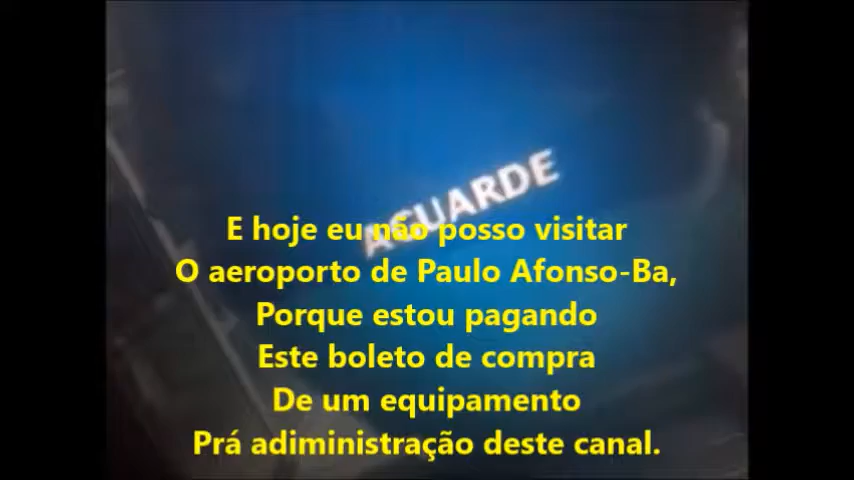 AGUARDE
E hoje eu não posso visitar
O aeroporto de Paulo Afonso-Ba,
Porque estou pagando
Este boleto de compra
De um equipamento
Prá adiministração deste canal.